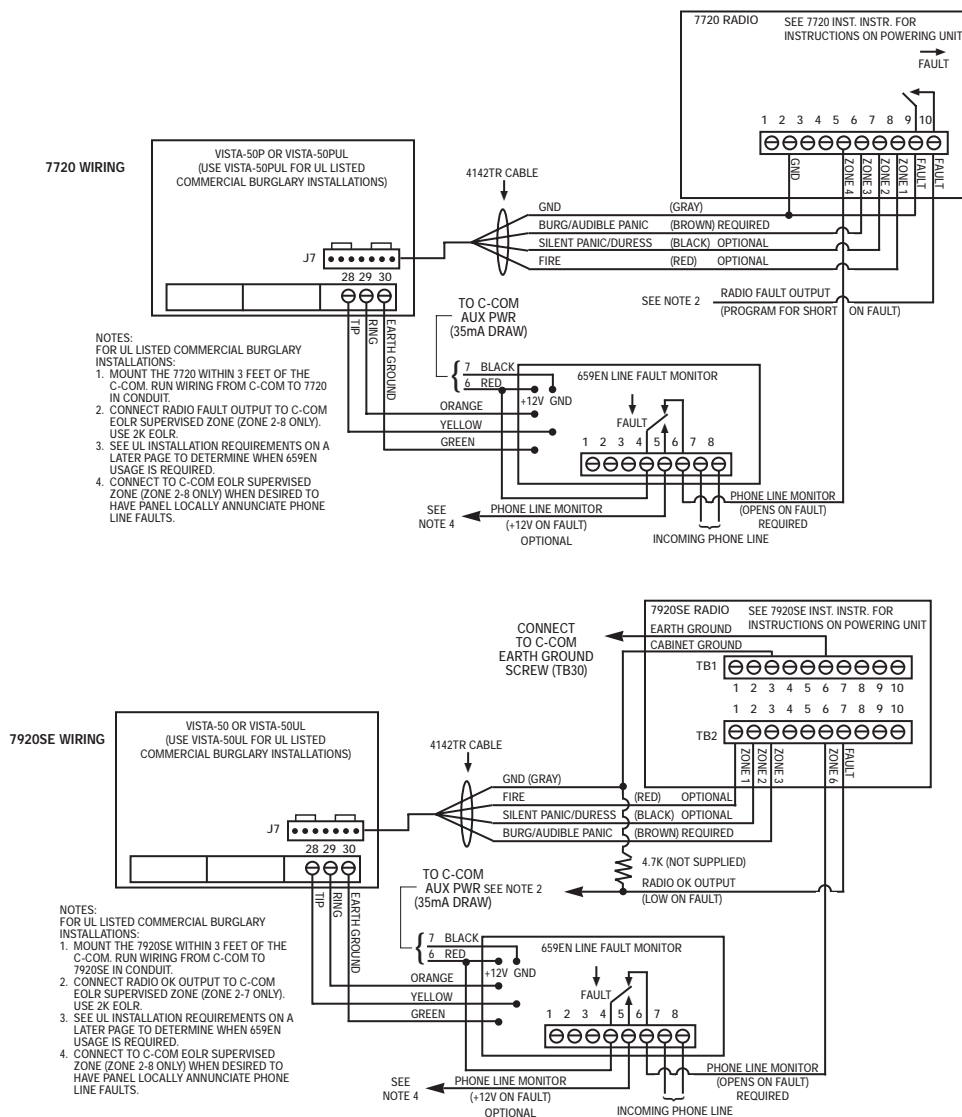 7720 RADIO
SEE 7720 INST. INSTR. FOR
INSTRUCTIONS ON POWERING UNIT
FAULT
1 2 3 4 5 6 7 8 9 10
GND
ZONE 4
ZONE 3
ZONE 2
ZONE 1
FAULT
FAULT
7720 WIRING
VISTA-50P OR VISTA-50PUL
(USE VISTA-50PUL FOR UL LISTED
COMMERCIAL BURGLARY INSTALLATIONS)
J7
28 29 30
TIP
RING
EARTH GROUND
4142TR CABLE
GND (GRAY)
BURG/AUDIBLE PANIC (BROWN) REQUIRED
SILENT PANIC/DURESS (BLACK) OPTIONAL
FIRE (RED) OPTIONAL
SEE NOTE 2
RADIO FAULT OUTPUT
(PROGRAM FOR SHORT ON FAULT)
TO C-COM
AUX PWR
(35mA DRAW)
7 BLACK
6 RED
+12V GND
ORANGE
YELLOW
GREEN
659EN LINE FAULT MONITOR
FAULT
1 2 3 4 5 6 7 8
SEE
NOTE 4
PHONE LINE MONITOR
(+12V ON FAULT)
OPTIONAL
INCOMING PHONE LINE
PHONE LINE MONITOR
(OPENS ON FAULT)
REQUIRED
NOTES:
FOR UL LISTED COMMERCIAL BURGLARY
INSTALLATIONS:
1. MOUNT THE 7720 WITHIN 3 FEET OF THE
C-COM. RUN WIRING FROM C-COM TO 7720
IN CONDUIT.
2. CONNECT RADIO FAULT OUTPUT TO C-COM
EOLR SUPERVISED ZONE (ZONE 2-8 ONLY).
USE 2K EOLR.
3. SEE UL INSTALLATION REQUIREMENTS ON A
LATER PAGE TO DETERMINE WHEN 659EN
USAGE IS REQUIRED.
4. CONNECT TO C-COM EOLR SUPERVISED
ZONE (ZONE 2-8 ONLY) WHEN DESIRED TO
HAVE PANEL LOCALLY ANNUNCIATE PHONE
LINE FAULTS.
7920SE RADIO
SEE 7920SE INST. INSTR. FOR
INSTRUCTIONS ON POWERING UNIT
CONNECT
TO C-COM
EARTH GROUND
SCREW (TB30)
EARTH GROUND
CABINET GROUND
TB1
1 2 3 4 5 6 7 8 9 10
1 2 3 4 5 6 7 8 9 10
TB2
ZONE 1
ZONE 2
ZONE 3
ZONE 6
FAULT
7920SE WIRING
VISTA-50 OR VISTA-50UL
(USE VISTA-50UL FOR UL LISTED
COMMERCIAL BURGLARY INSTALLATIONS)
J7
28 29 30
TIP
RING
EARTH GROUND
4142TR CABLE
GND (GRAY)
FIRE (RED) OPTIONAL
SILENT PANIC/DURESS (BLACK) OPTIONAL
BURG/AUDIBLE PANIC (BROWN) REQUIRED
4.7K (NOT SUPPLIED)
RADIO OK OUTPUT
(LOW ON FAULT)
TO C-COM
AUX PWR SEE NOTE 2
(35mA DRAW)
7 BLACK
6 RED
+12V GND
ORANGE
YELLOW
GREEN
659EN LINE FAULT MONITOR
FAULT
1 2 3 4 5 6 7 8
SEE
NOTE 4
PHONE LINE MONITOR
(+12V ON FAULT)
OPTIONAL
INCOMING PHONE LINE
PHONE LINE MONITOR
(OPENS ON FAULT)
REQUIRED
NOTES:
FOR UL LISTED COMMERCIAL BURGLARY
INSTALLATIONS:
1. MOUNT THE 7920SE WITHIN 3 FEET OF THE
C-COM. RUN WIRING FROM C-COM TO
7920SE IN CONDUIT.
2. CONNECT RADIO OK OUTPUT TO C-COM
EOLR SUPERVISED ZONE (ZONE 2-7 ONLY).
USE 2K EOLR.
3. SEE UL INSTALLATION REQUIREMENTS ON A
LATER PAGE TO DETERMINE WHEN 659EN
USAGE IS REQUIRED.
4. CONNECT TO C-COM EOLR SUPERVISED
ZONE (ZONE 2-8 ONLY) WHEN DESIRED TO
HAVE PANEL LOCALLY ANNUNCIATE PHONE
LINE FAULTS.